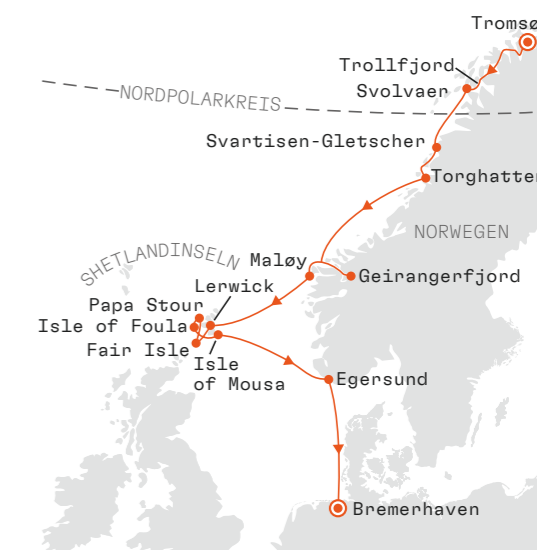 Tromsø
Trollfjord
Svolvaer
NORDPOLARKREIS
Svartisen-Gletscher
Torghatten
NORWEGEN
SHETLANDINSELN
Maløy
Geirangerfjord
Lerwick
Papa Stour
Isle of Foula
Fair Isle
Isle
of Mousa
Egersund
Bremerhaven